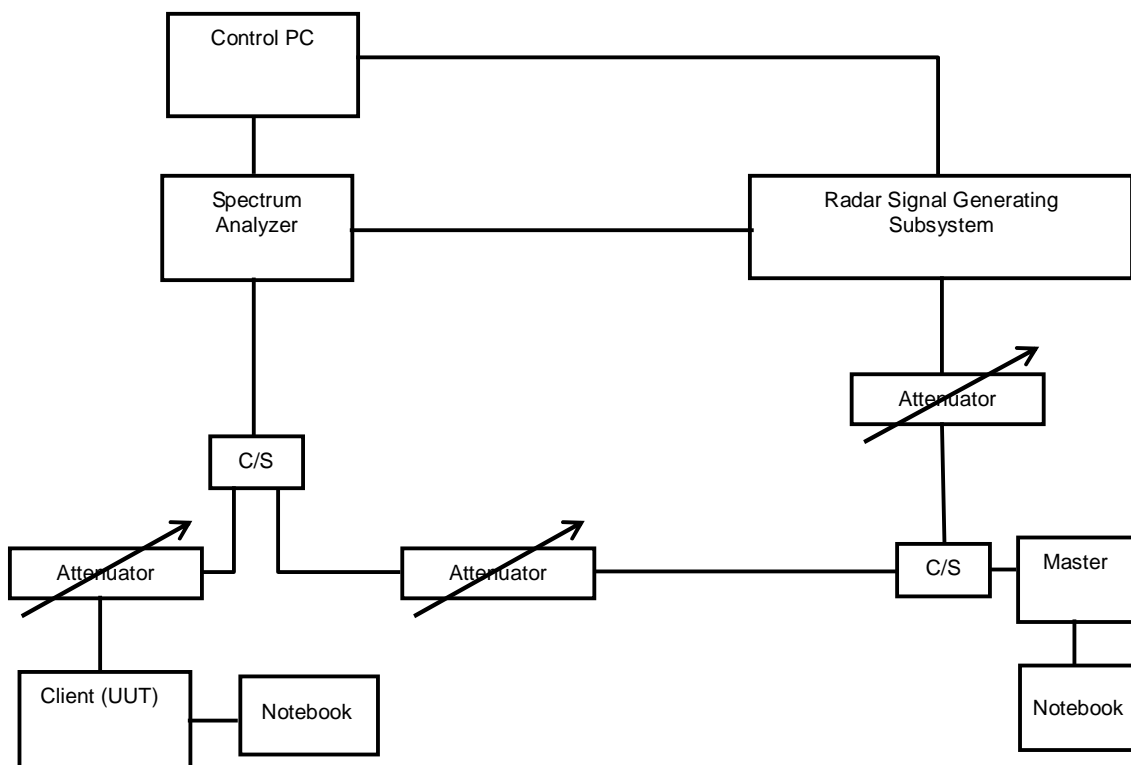 Control PC
Spectrum
Analyzer
Radar Signal Generating
Subsystem
Attenuator
C/S
Attenuator
Attenuator
C/S
Master
Client (UUT)
Notebook
Notebook